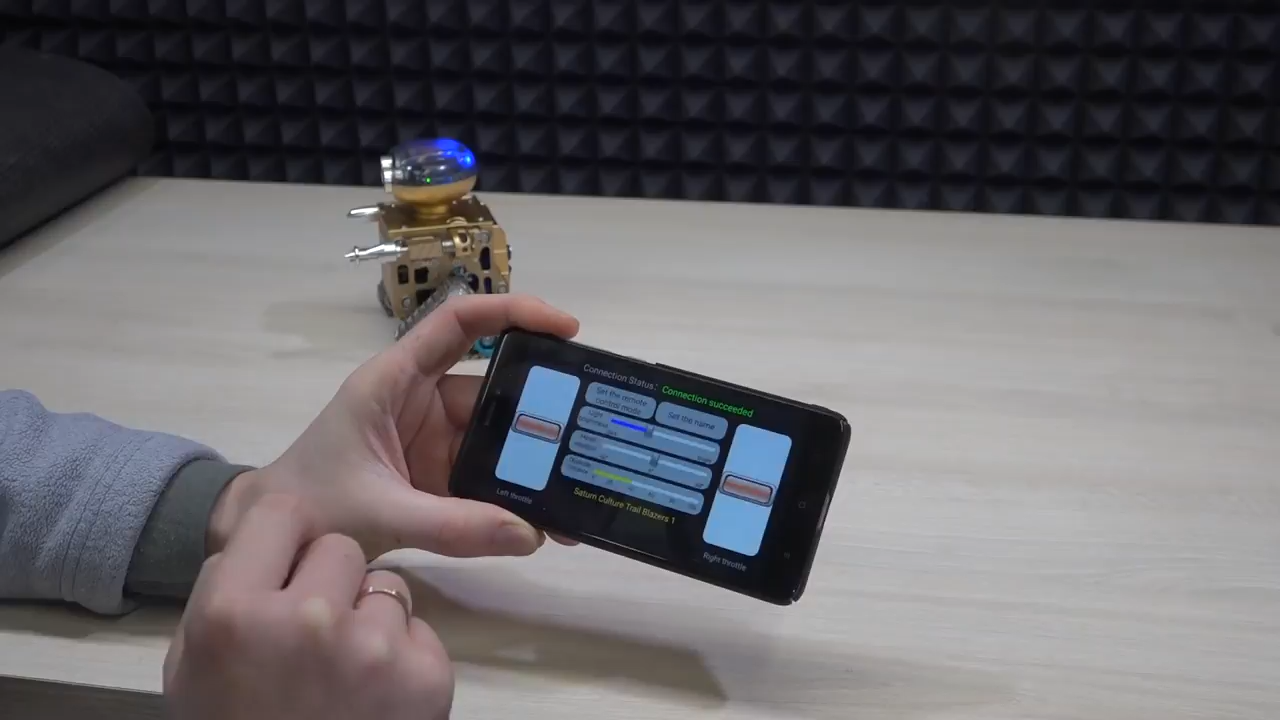 Connection Status: Connection succeeded
Set the remote
control mode
Set the name
Light
Saturn Culture Trail Blazers 1
Left throttle
Right throttle